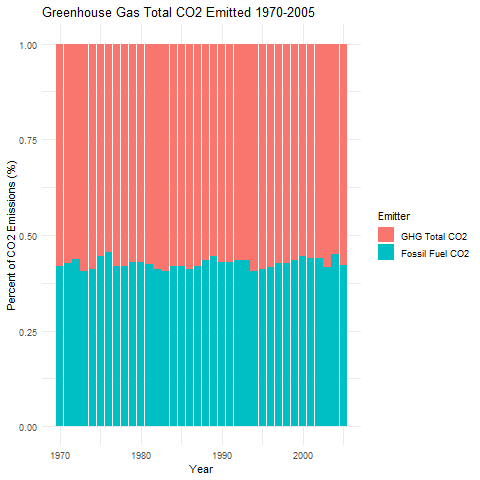 Greenhouse Gas Total CO2 Emitted 1970-2005
1.00
0.75
0.50
0.25
0.00
Percent of CO2 Emissions (%)
1970 1980 1990 2000
Year
Emitter
GHG Total CO2
Fossil Fuel CO2